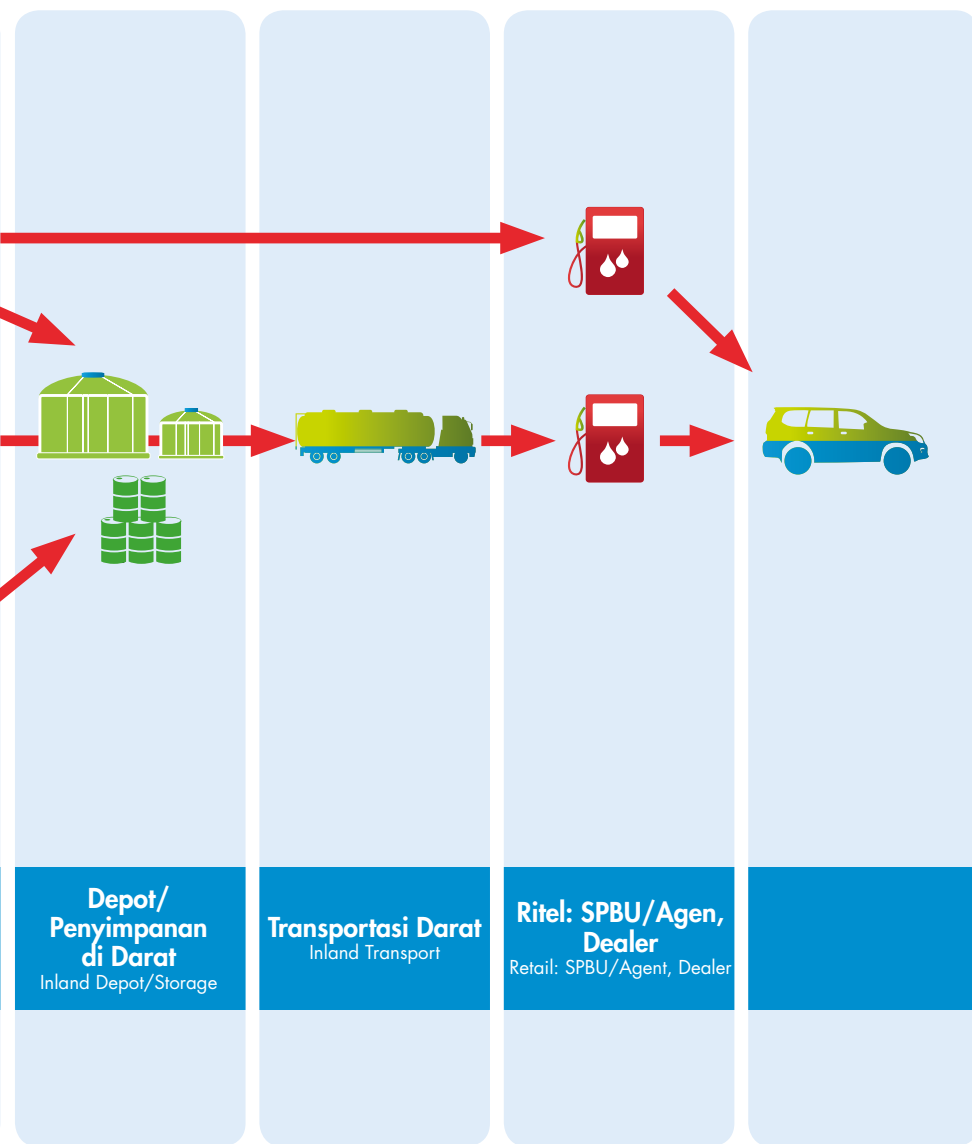 Depot/
Penyimpanan
di Darat
Inland Depot/Storage
Transportasi Darat
Inland Transport
Ritel: SPBU/Agen,
Dealer
Retail: SPBU/Agent, Dealer